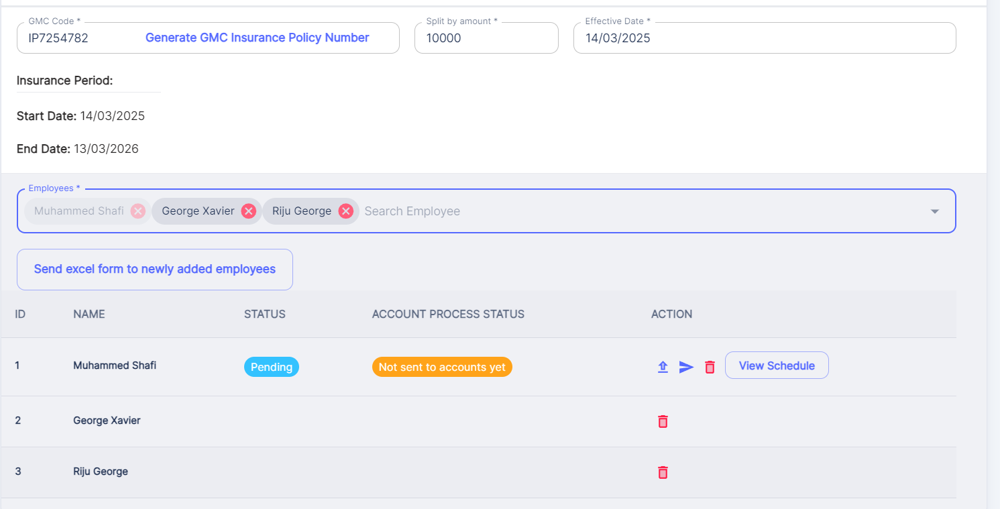 GMC Code *
IP7254782 Generate GMC Insurance Policy Number
Split by amount *
10000
Effective Date *
14/03/2025
Insurance Period:
Start Date: 14/03/2025
End Date: 13/03/2026
Employees *
Muhammed Shafi George Xavier Riju George Search Employee
Send excel form to newly added employees
ID NAME STATUS ACCOUNT PROCESS STATUS ACTION
1 Muhammed Shafi Pending Not sent to accounts yet View Schedule
2 George Xavier
3 Riju George